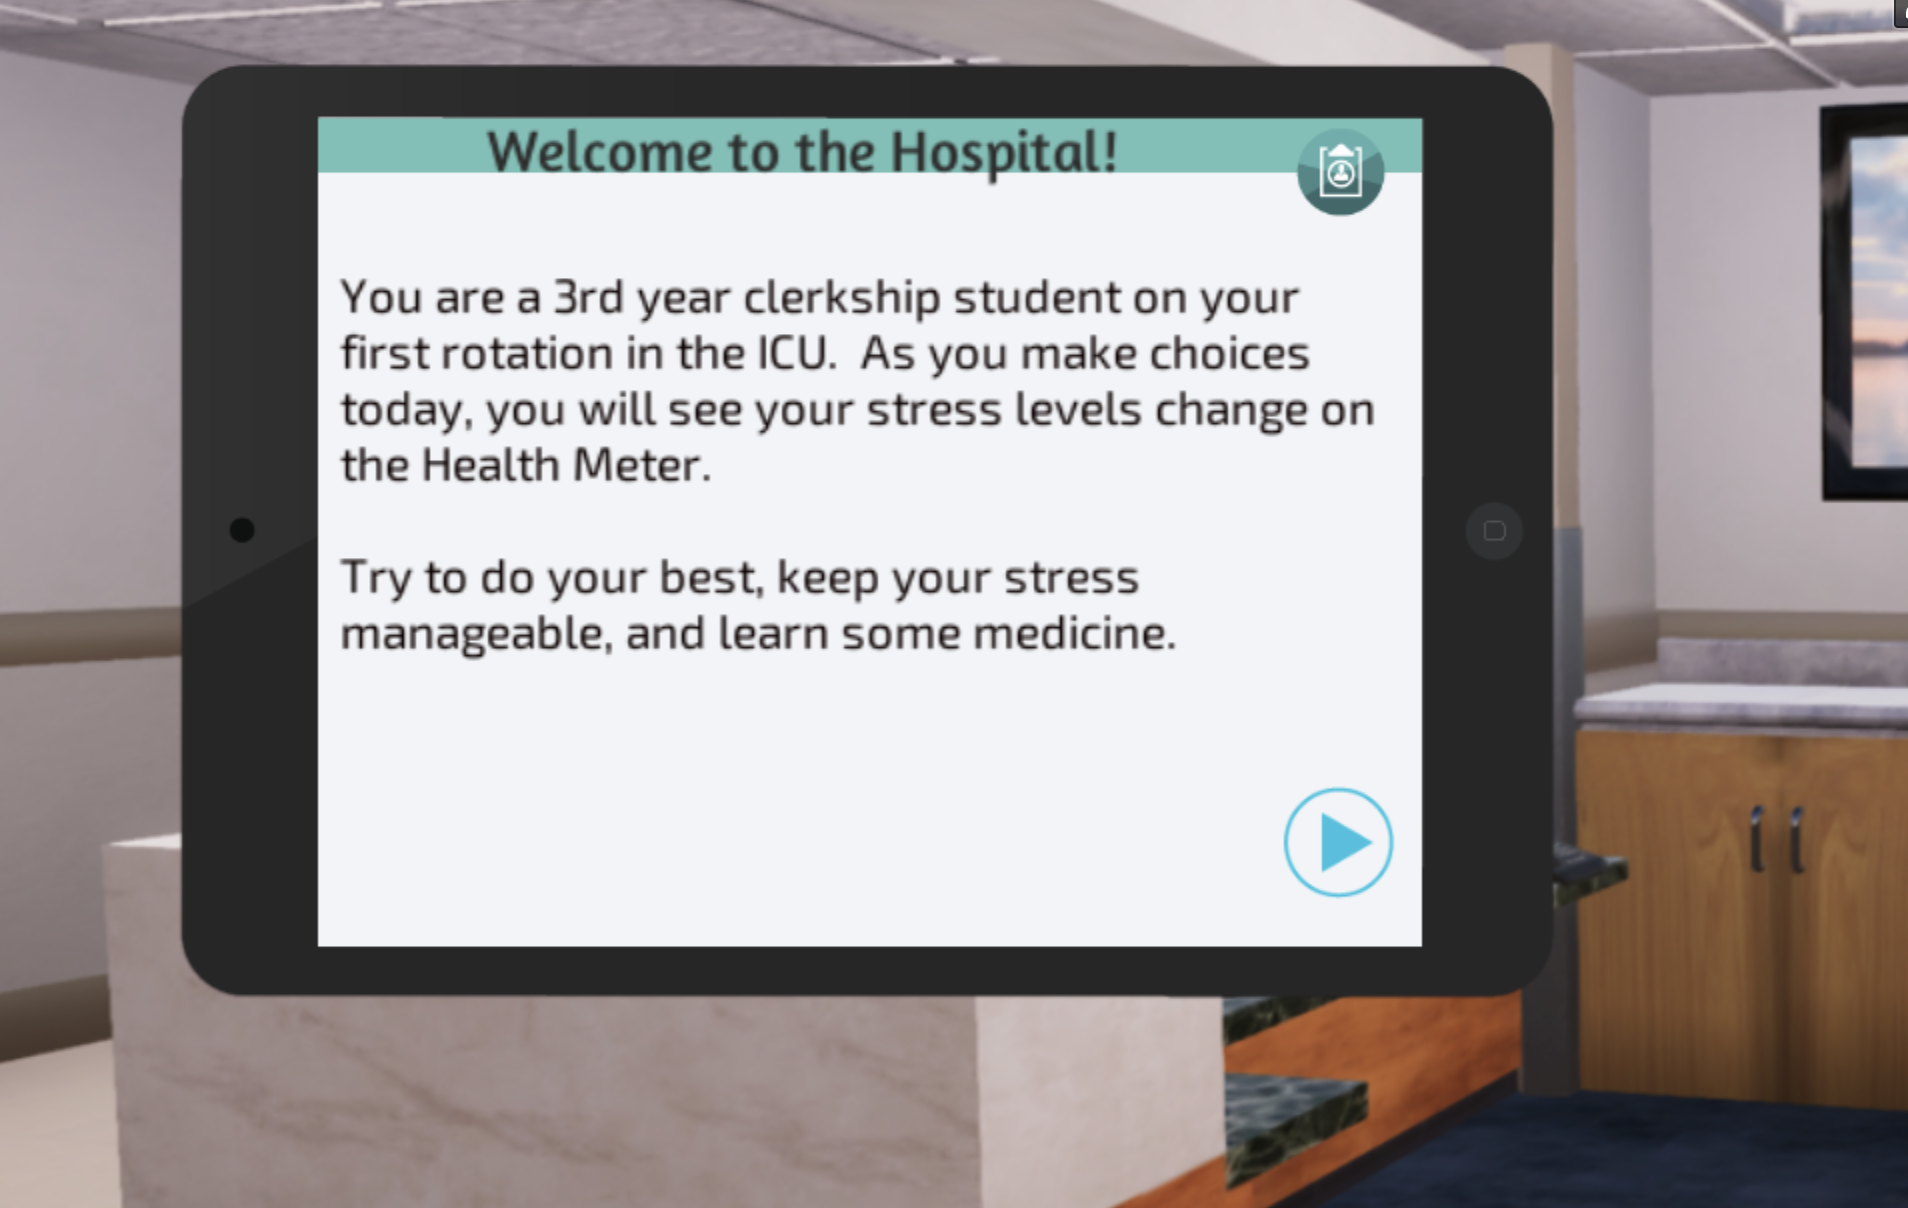 Welcome to the Hospital!
You are a 3rd year clerkship student on your
first rotation in the ICU.  As you make choices
today, you will see your stress levels change on
the Health Meter.
Try to do your best, keep your stress
manageable, and learn some medicine.